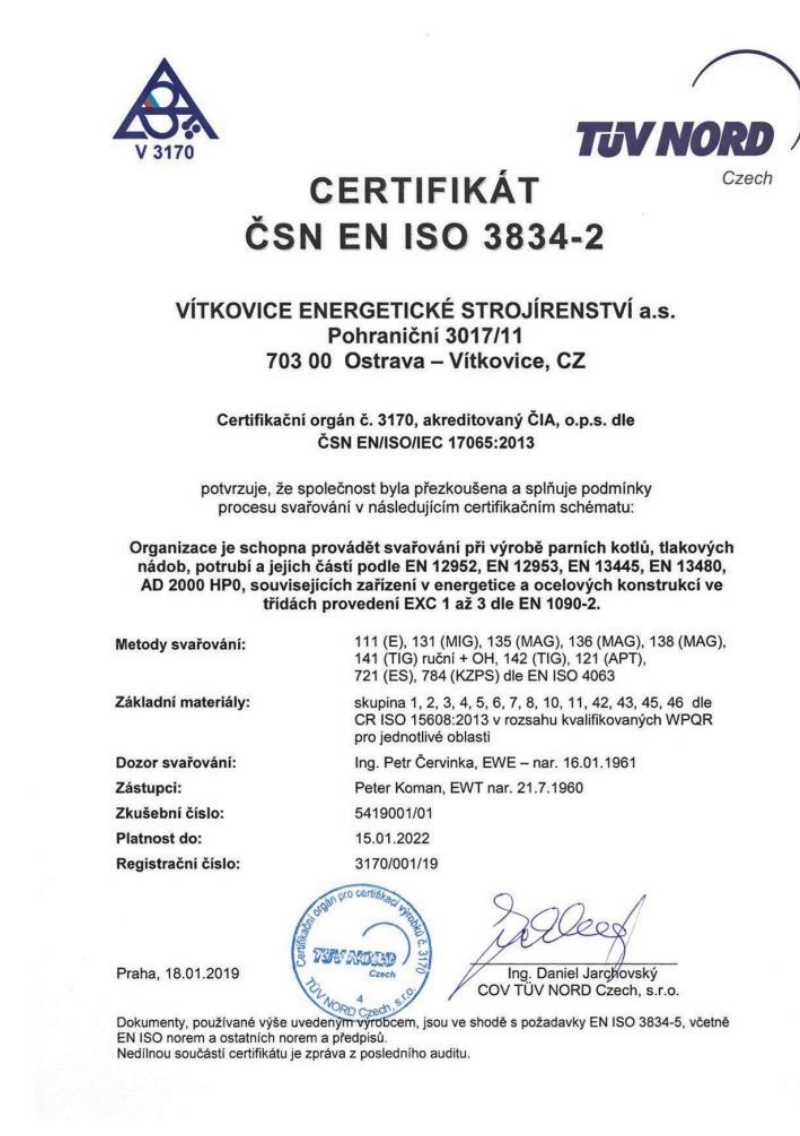 V 3170
TÜV NORD
Czech
CERTIFIKÁT
ČSN EN ISO 3834-2
VÍTKOVICE ENERGETICKÉ STROJÍRENSTVÍ a.s.
Pohraniční 3017/11
703 00 Ostrava – Vítkovice, CZ
Certifikační orgán č. 3170, akreditovaný ČIA, o.p.s. dle
ČSN EN/ISO/IEC 17065:2013
potvrzuje, že společnost byla přezkoušena a splňuje podmínky
procesu svařování v následujícím certifikačním schématu:
Organizace je schopna provádět svařování při výrobě parních kotlů, tlakových
nádob, potrubí a jejich částí podle EN 12952, EN 12953, EN 13445, EN 13480,
AD 2000 HP0, souvisejících zařízení v energetice a ocelových konstrukcí ve
třídách provedení EXC 1 až 3 dle EN 1090-2.
Metody svařování: 111 (E), 131 (MIG), 135 (MAG), 136 (MAG), 138 (MAG),
141 (TIG) ruční + OH, 142 (TIG), 121 (APT),
721 (ES), 784 (KZPS) dle EN ISO 4063
Základní materiály: skupina 1, 2, 3, 4, 5, 6, 7, 8, 10, 11, 42, 43, 45, 46 dle
CR ISO 15608:2013 v rozsahu kvalifikovaných WPQR
pro jednotlivé oblasti
Dozor svařování: Ing. Petr Červinka, EWE – nar. 16.01.1961
Zástupci: Peter Koman, EWT nar. 21.7.1960
Zkušební číslo: 5419001/01
Platnost do: 15.01.2022
Registrační číslo: 3170/001/19
Certifikační orgán pro certifikaci výrobků č. 3170
TÜV NORD
Czech
4
TÜV NORD Czech, s.r.o.
Praha, 18.01.2019
Ing. Daniel Jarchovský
COV TÜV NORD Czech, s.r.o.
Dokumenty, používané výše uvedeným výrobcem, jsou ve shodě s požadavky EN ISO 3834-5, včetně
EN ISO norem a ostatních norem a předpisů.
Nedílnou součástí certifikátu je zpráva z posledního auditu.